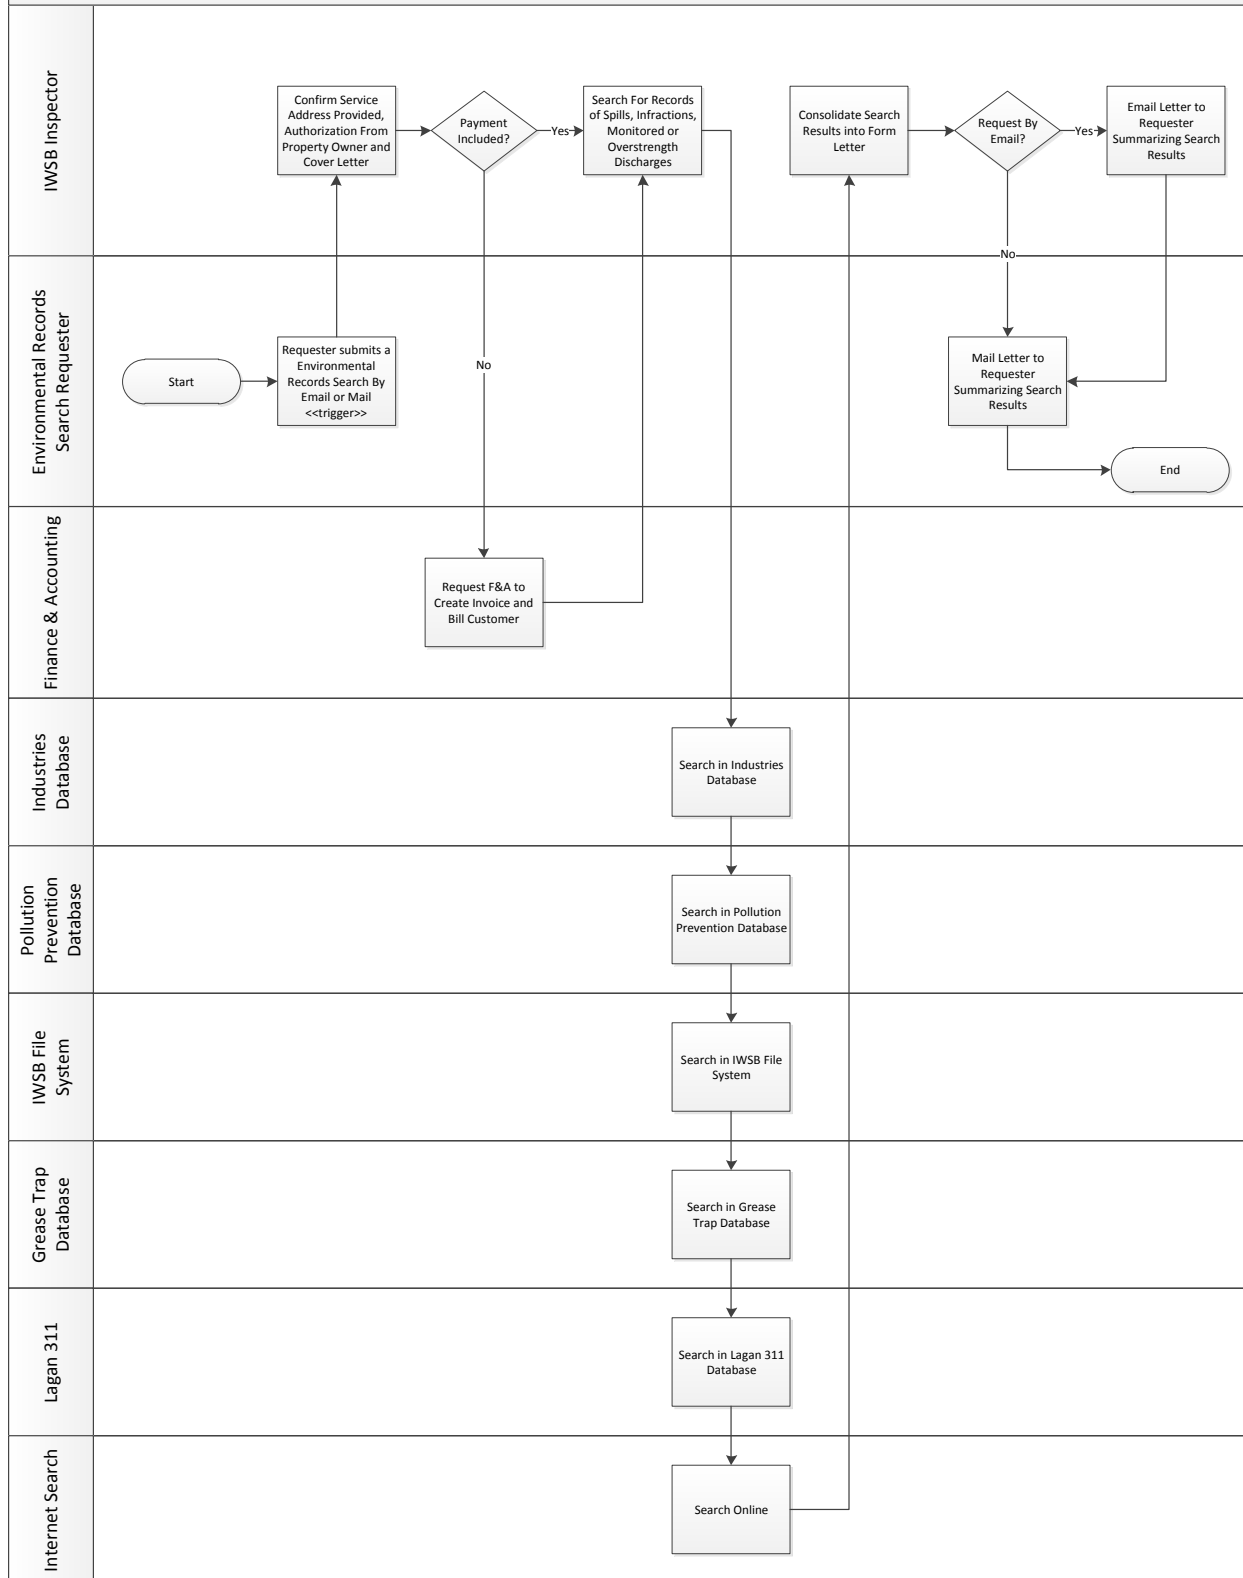 IWSB Inspector
Confirm Service
Address Provided,
Authorization From
Property Owner and
Cover Letter
Payment
Included?
Yes
Search For Records
of Spills, Infractions,
Monitored or
Overstrength
Discharges
Consolidate Search
Results into Form
Letter
Request By
Email?
Yes
Email Letter to
Requester
Summarizing Search
Results
No
Environmental Records
Search Requester
Start
Requester submits a
Environmental
Records Search By
Email or Mail
<<trigger>>
No
Mail Letter to
Requester
Summarizing Search
Results
End
Finance & Accounting
Request F&A to
Create Invoice and
Bill Customer
Industries
Database
Search in Industries
Database
Pollution
Prevention
Database
Search in Pollution
Prevention Database
IWSB File
System
Search in IWSB File
System
Grease Trap
Database
Search in Grease
Trap Database
Lagan 311
Search in Lagan 311
Database
Internet Search
Search Online